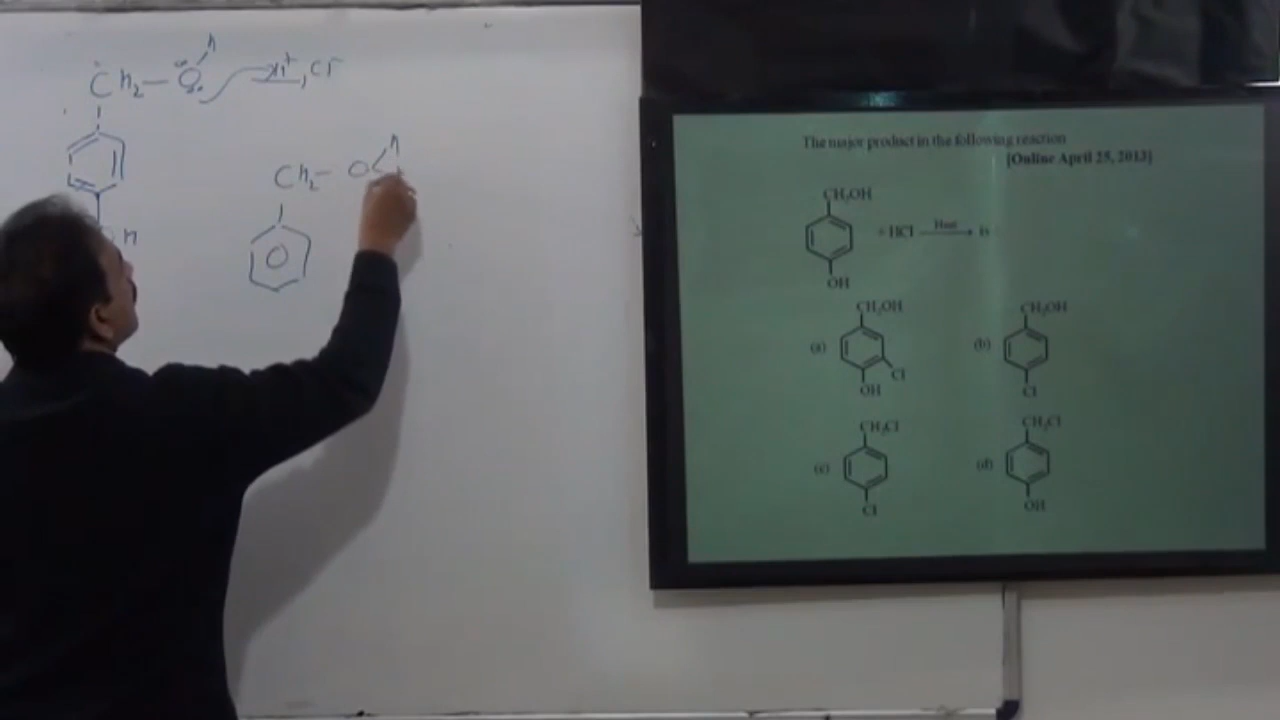 CH2-O H
H+, Cl-
OH
CH2-O H
The major product in the following reaction
[Online April 25, 2013]
CH2OH
+ HCl Heat is
OH
(a) CH2OH Cl OH
(b) CH2OH Cl
(c) CH2Cl Cl
(d) CH2Cl OH